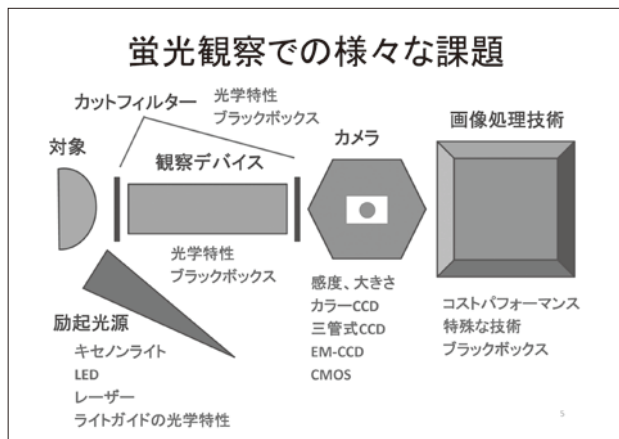 蛍光観察での様々な課題
カットフィルター
光学特性
ブラックボックス
対象
観察デバイス
カメラ
画像処理技術
光学特性
ブラックボックス
励起光源
キセノンライト
LED
レーザー
ライトガイドの光学特性
感度、大きさ
カラーCCD
三管式CCD
EM-CCD
CMOS
コストパフォーマンス
特殊な技術
ブラックボックス
5